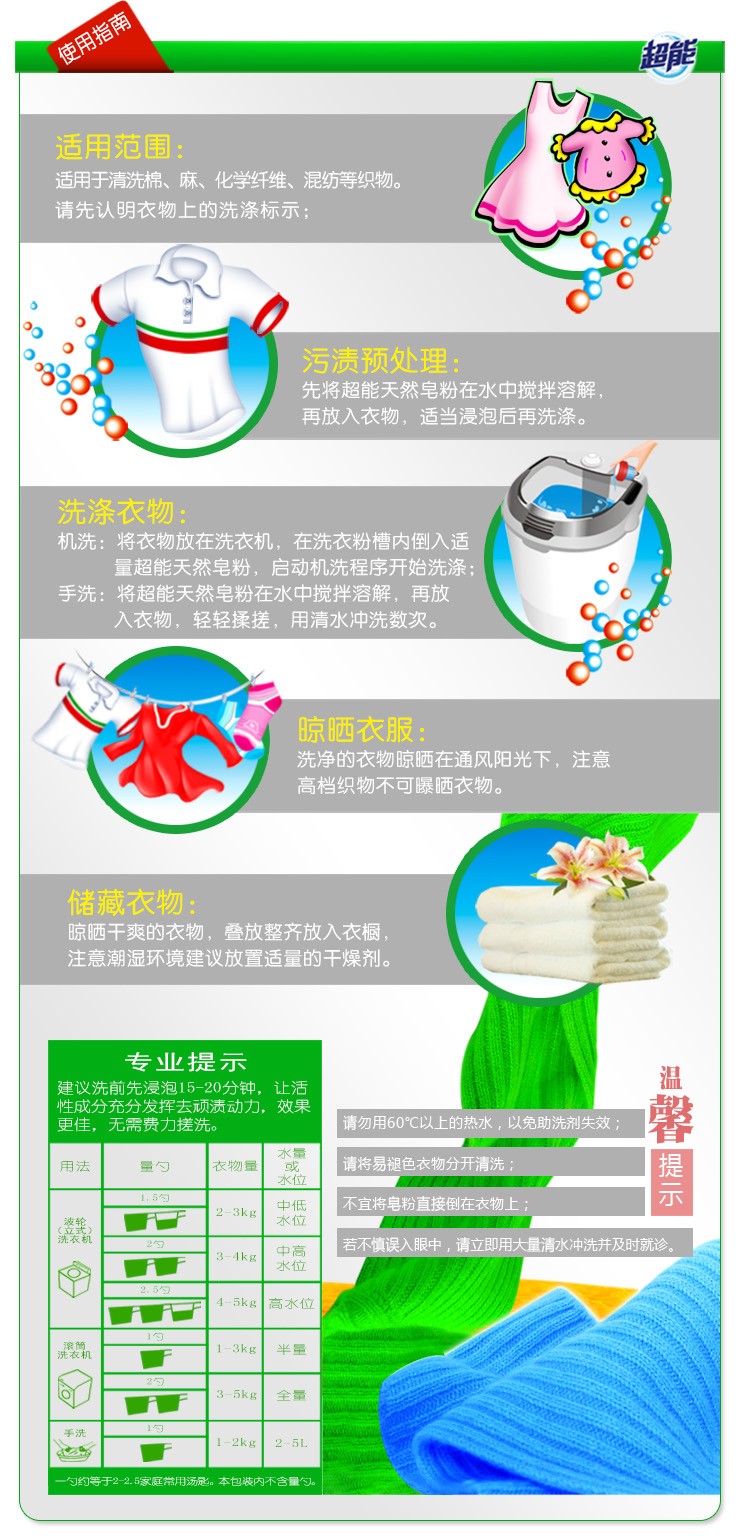 使用指南
超能
适用范围：
适用于清洗棉、麻、化学纤维、混纺等织物。
请先认明衣物上的洗涤标示；
污渍预处理：
先将超能天然皂粉在水中搅拌溶解，
再放入衣物，适当浸泡后再洗涤。
洗涤衣物：
机洗：将衣物放在洗衣机，在洗衣粉槽内倒入适
量超能天然皂粉，启动机洗程序开始洗涤；
手洗：将超能天然皂粉在水中搅拌溶解，再放
入衣物，轻轻揉搓，用清水冲洗数次。
晾晒衣服：
洗净的衣物晾晒在通风阳光下，注意
高档织物不可曝晒衣物。
储藏衣物：
晾晒干爽的衣物，叠放整齐放入衣橱，
注意潮湿环境建议放置适量的干燥剂。
专业提示
建议洗前先浸泡15-20分钟，让活
性成分充分发挥去顽渍动力，效果
更佳，无需费力搓洗。
用法 量勺 衣物量 水量
或
水位
波轮
（立式）
洗衣机
1.5勺 2-3kg 中低
水位
2勺 3-4kg 中高
水位
2.5勺 4-5kg 高水位
滚筒
洗衣机
1勺 1-3kg 半量
2勺 3-5kg 全量
手洗 1勺 1-2kg 2-5L
一勺约等于2-2.5家庭常用汤匙。本包装内不含量勺。
温
馨
提
示
请勿用60℃以上的热水，以免助洗剂失效；
请将易褪色衣物分开清洗；
不宜将皂粉直接倒在衣物上；
若不慎误入眼中，请立即用大量清水冲洗并及时就诊。